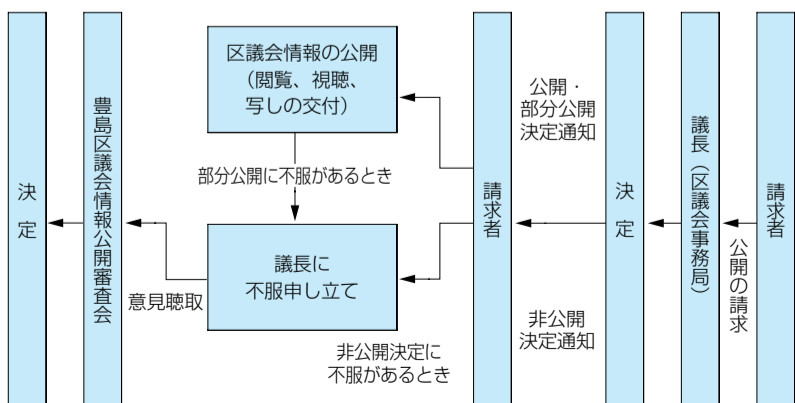 請求者
公開の請求
議長（区議会事務局）
決定
公開・
部分公開
決定通知
非公開
決定通知
請求者
区議会情報の公開
（閲覧、視聴、
写しの交付）
部分公開に不服があるとき
議長に
不服申し立て
非公開決定に
不服があるとき
意見聴取
豊島区議会情報公開審査会
決定